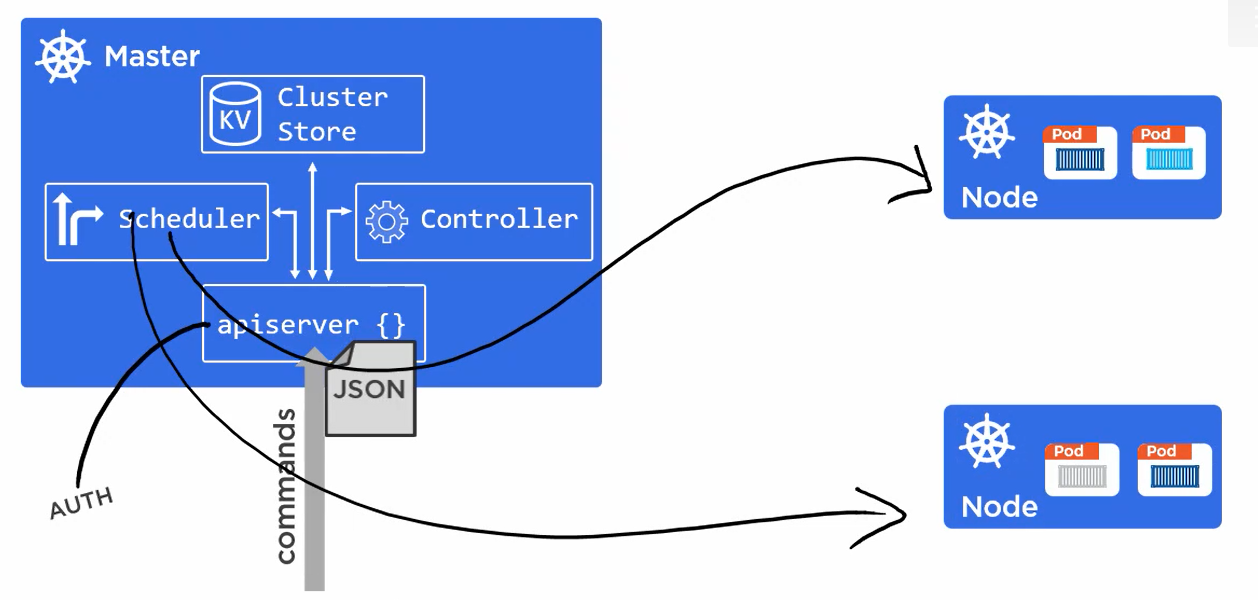 Master
KV
Cluster
Store
Scheduler
Controller
apiserver {}
JSON
commands
AUTH
Pod
Pod
Node
Pod
Pod
Node